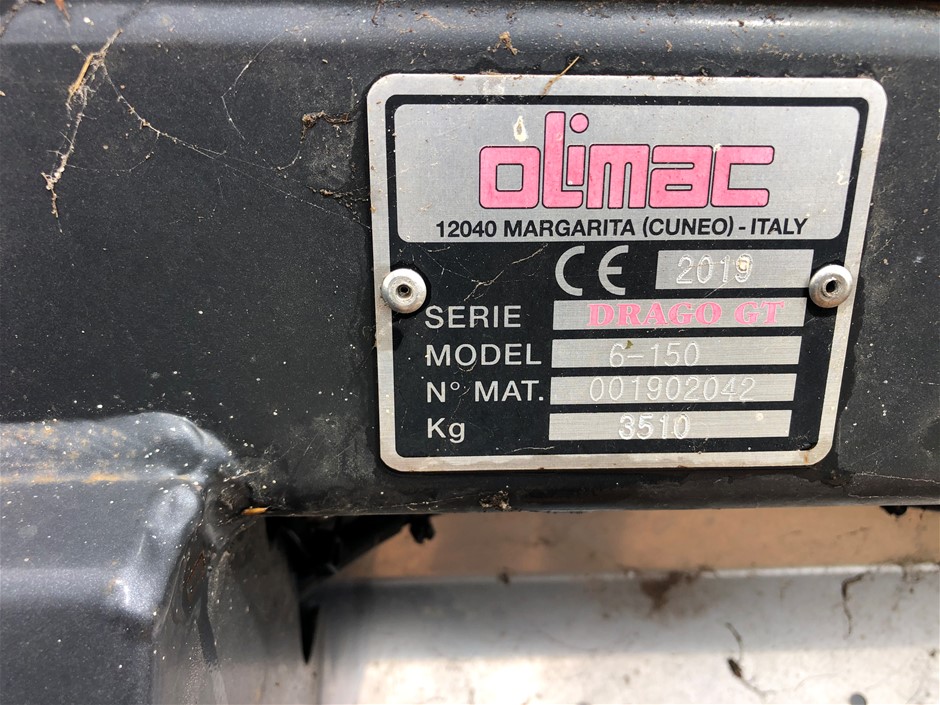 olimac
12040 MARGARITA (CUNEO) - ITALY
CE 2019
SERIE DRAGO GT
MODEL 6-150
N° MAT. 001902042
Kg 3510